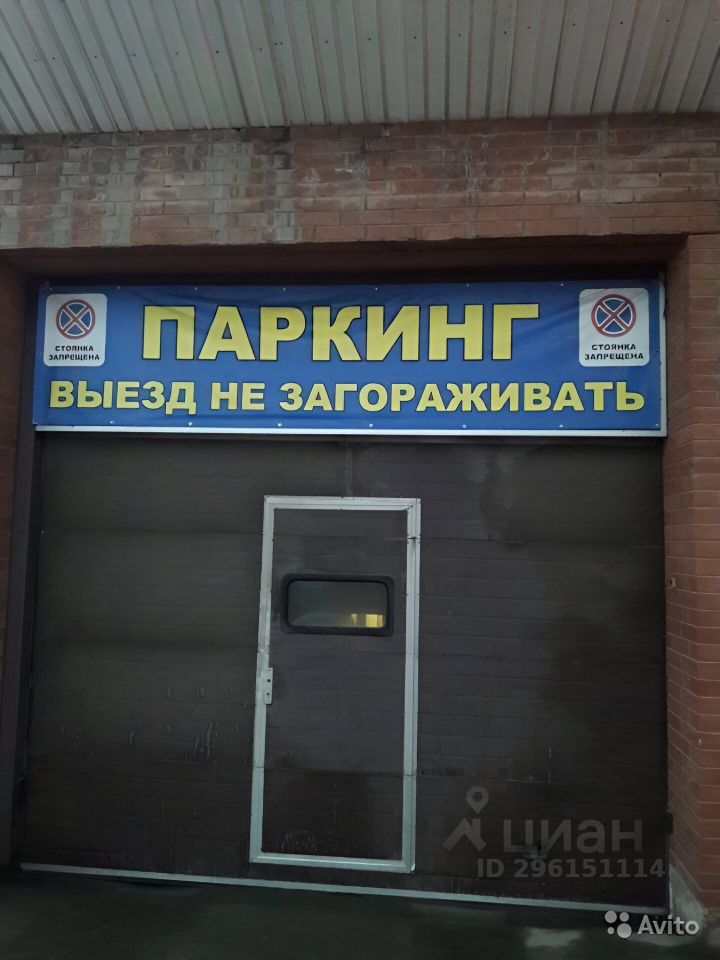 ПАРКИНГ
СТОЯНКА
ЗАПРЕЩЕНА
СТОЯНКА
ЗАПРЕЩЕНА
ВЫЕЗД НЕ ЗАГОРАЖИВАТЬ
циан
ID 296151114
Avito